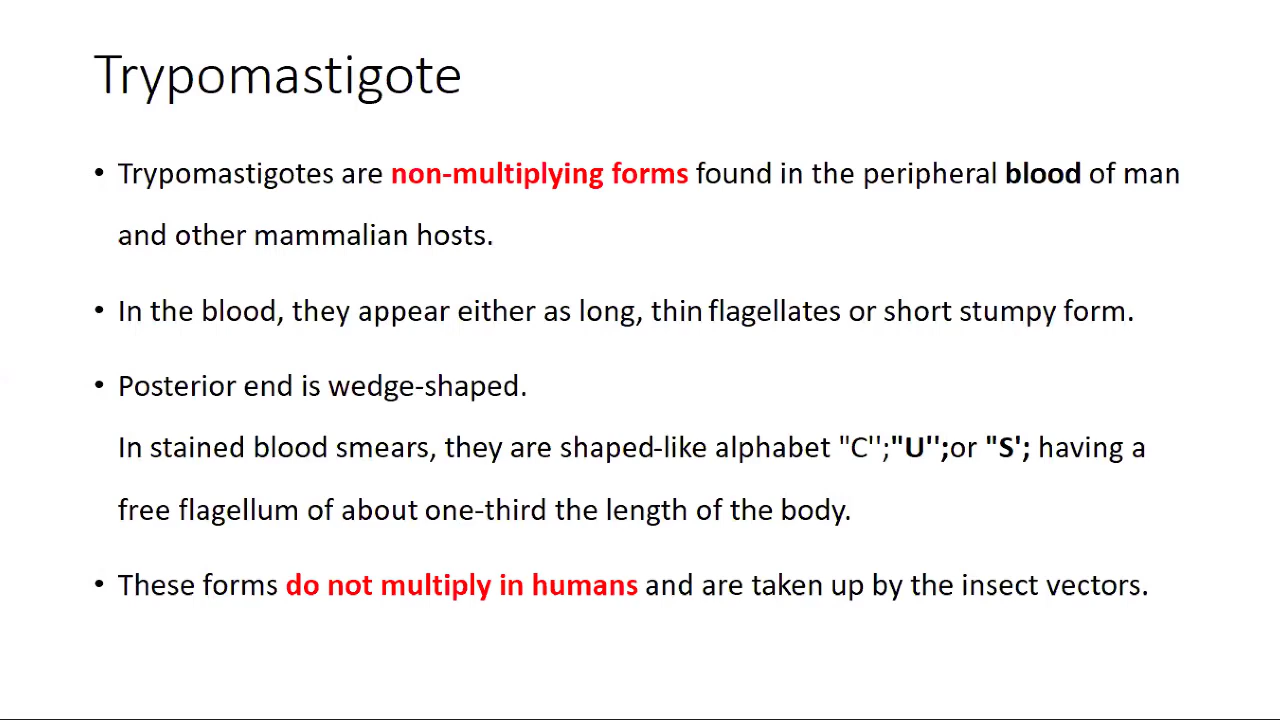 Trypomastigote
• Trypomastigotes are non-multiplying forms found in the peripheral blood of man
and other mammalian hosts.
• In the blood, they appear either as long, thin flagellates or short stumpy form.
• Posterior end is wedge-shaped.
In stained blood smears, they are shaped-like alphabet "C'';"U'';or "S'; having a
free flagellum of about one-third the length of the body.
• These forms do not multiply in humans and are taken up by the insect vectors.